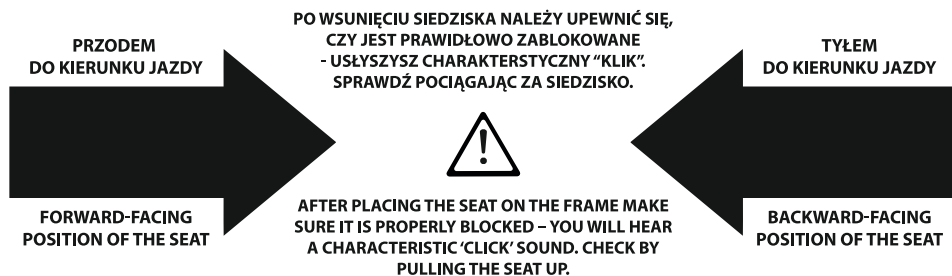 PRZODEM
DO KIERUNKU JAZDY
FORWARD-FACING
POSITION OF THE SEAT
PO WSUNIĘCIU SIEDZISKA NALEŻY UPEWNIĆ SIĘ,
CZY JEST PRAWIDŁOWO ZABLOKOWANE
- USŁYSZYSZ CHARAKTERSTYCZNY “KLIK”.
SPRAWDŹ POCIĄGAJĄC ZA SIEDZISKO.
!
AFTER PLACING THE SEAT ON THE FRAME MAKE
SURE IT IS PROPERLY BLOCKED – YOU WILL HEAR
A CHARACTERISTIC ‘CLICK’ SOUND. CHECK BY
PULLING THE SEAT UP.
TYŁEM
DO KIERUNKU JAZDY
BACKWARD-FACING
POSITION OF THE SEAT